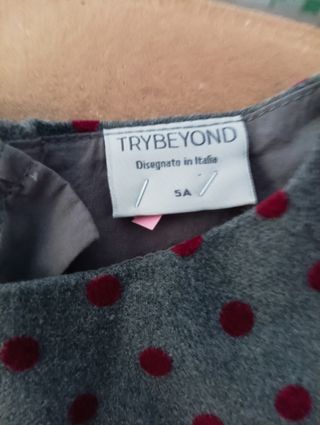 TRYBEYOND
Disegnato in Italia
5A